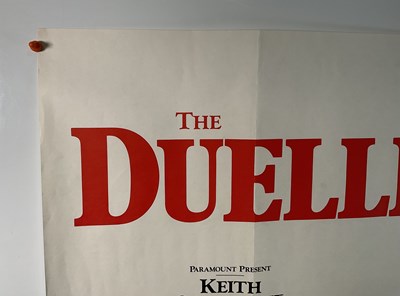 THE
DUELL
PARAMOUNT PRESENT
KEITH